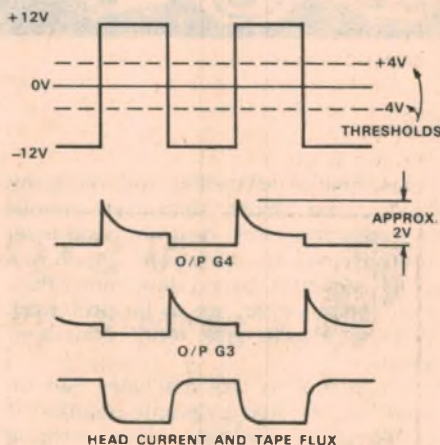 +12V
+4V
0V
-4V
THRESHOLDS
-12V
APPROX.
2V
O/P G4
O/P G3
HEAD CURRENT AND TAPE FLUX